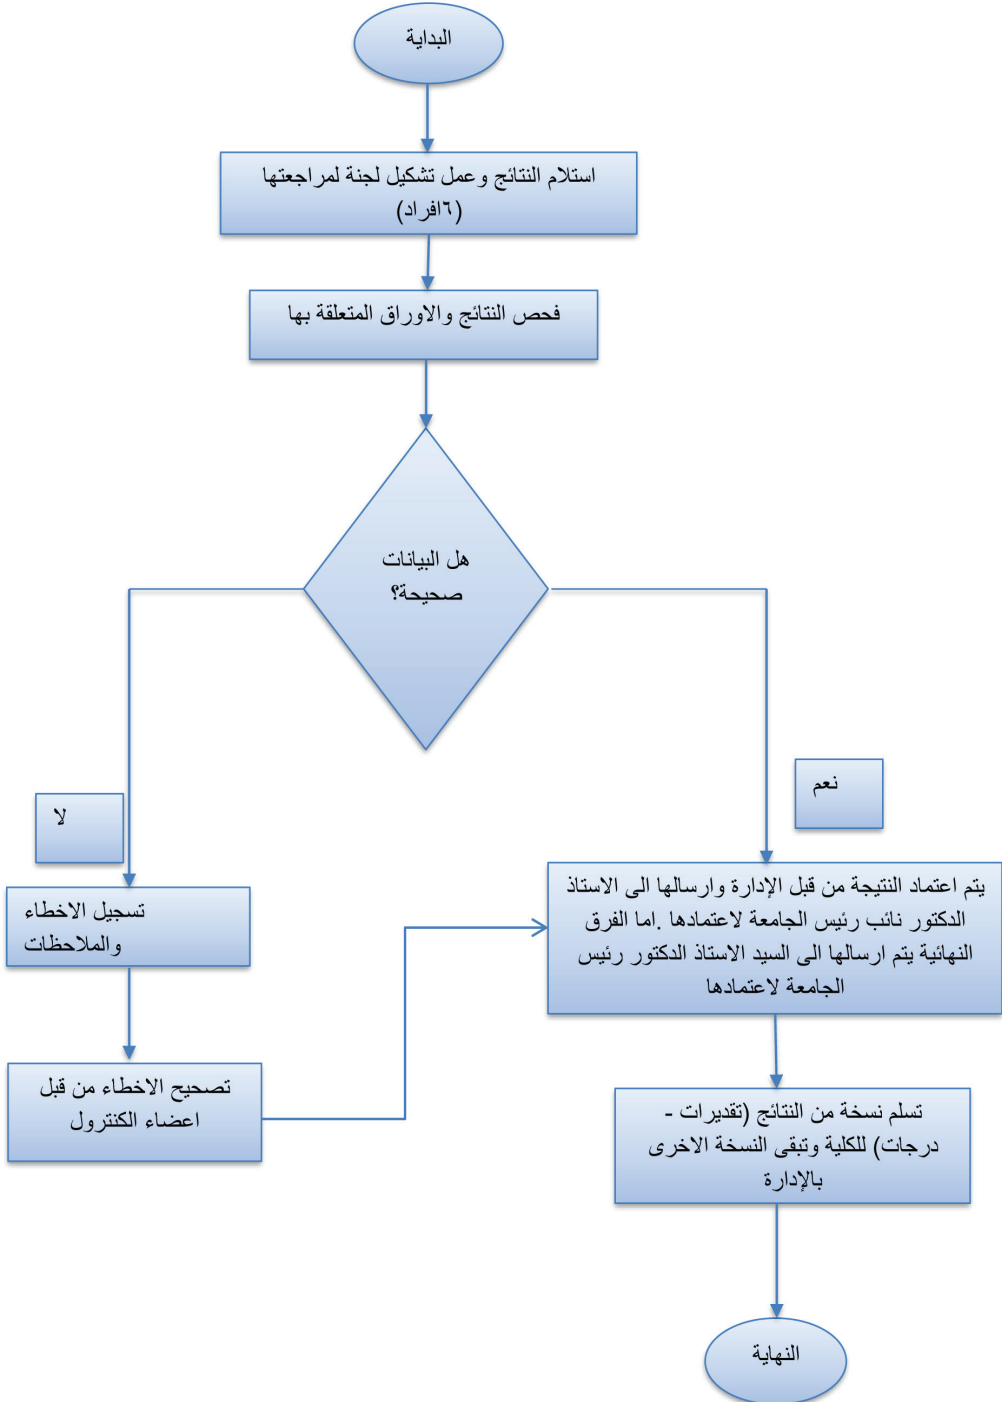 البداية
استلام النتائج وعمل تشكيل لجنة لمراجعتها
(٦افراد)
فحص النتائج والاوراق المتعلقة بها
هل البيانات
صحيحة؟
نعم
لا
يتم اعتماد النتيجة من قبل الإدارة وارسالها الى الاستاذ
الدكتور نائب رئيس الجامعة لاعتمادها .اما الفرق
النهائية يتم ارسالها الى السيد الاستاذ الدكتور رئيس
الجامعة لاعتمادها
تسجيل الاخطاء
والملاحظات
تصحيح الاخطاء من قبل
اعضاء الكنترول
تسلم نسخة من النتائج (تقديرات -
درجات) للكلية وتبقى النسخة الاخرى
بالإدارة
النهاية